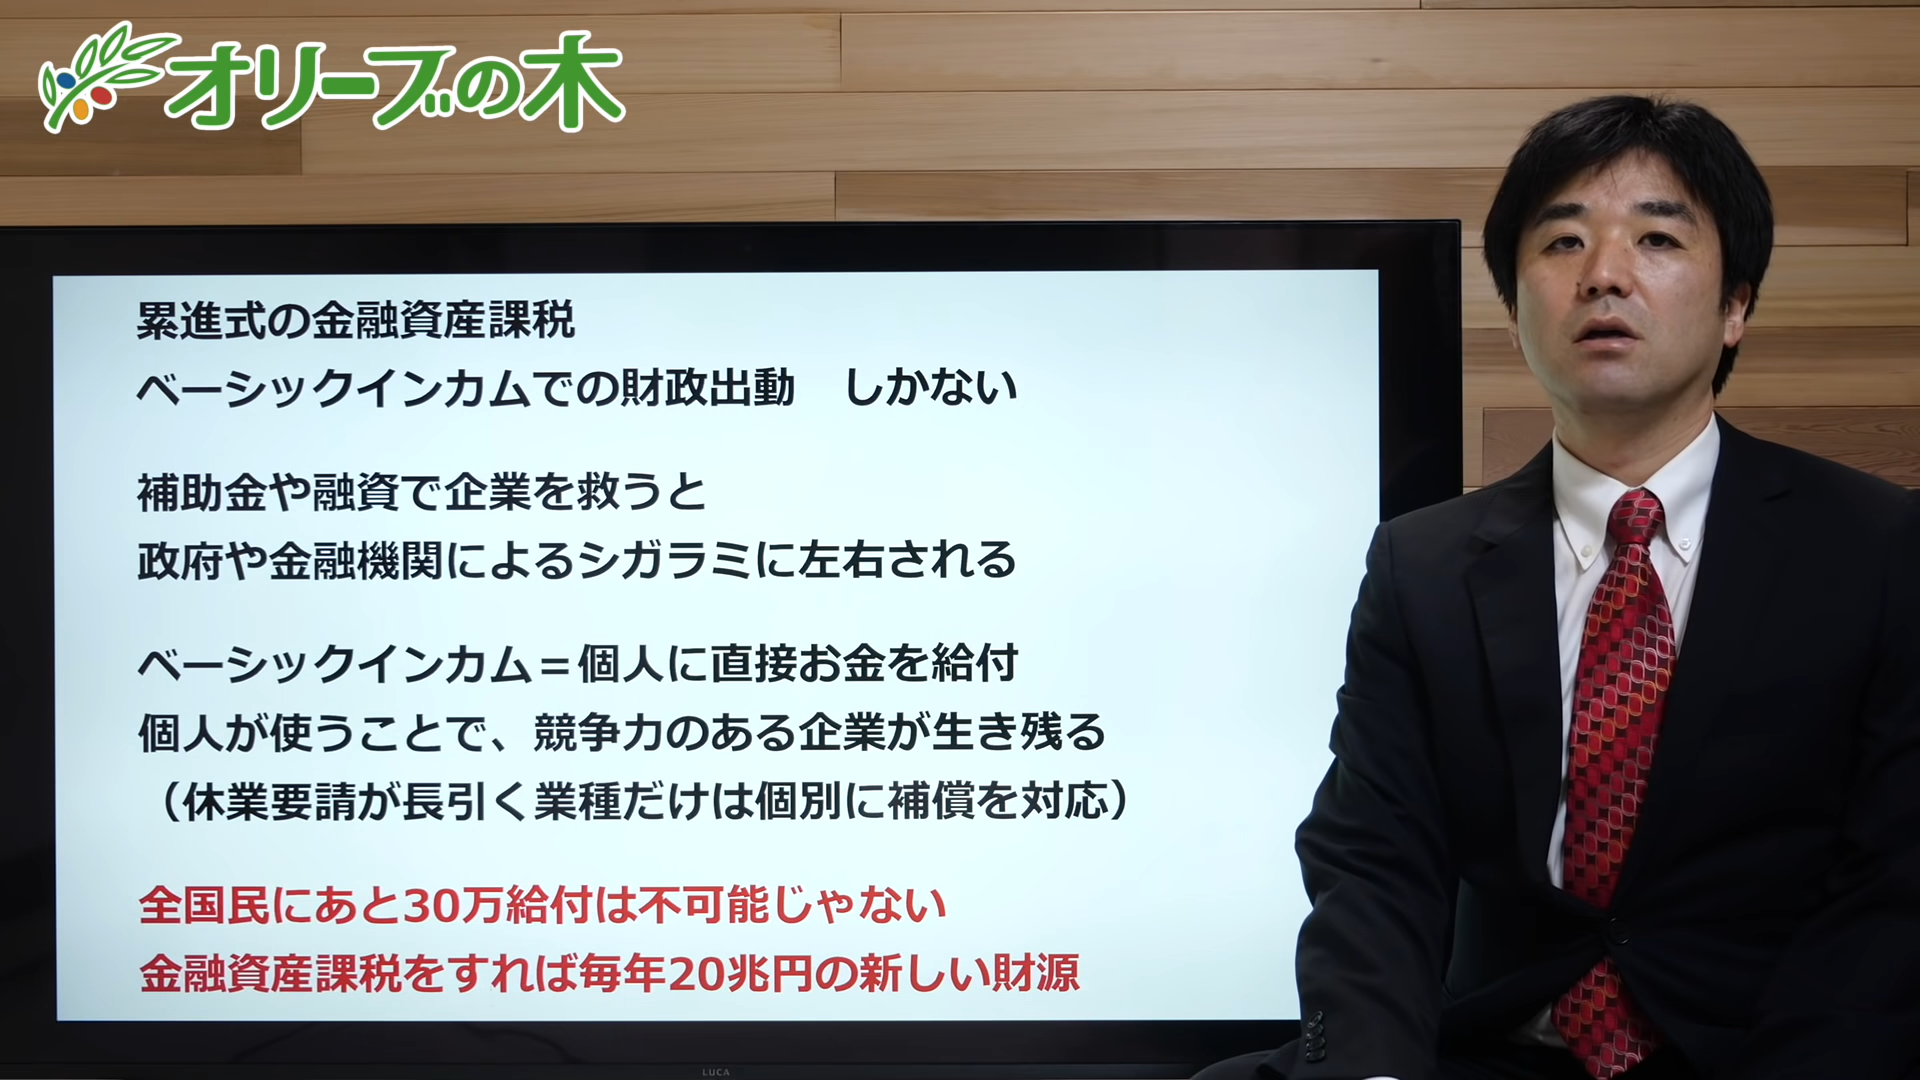 オリーブの木
累進式の金融資産課税
ベーシックインカムでの財政出動　しかない
補助金や融資で企業を救うと
政府や金融機関によるシガラミに左右される
ベーシックインカム＝個人に直接お金を給付
個人が使うことで、競争力のある企業が生き残る
（休業要請が長引く業種だけは個別に補償を対応）
全国民にあと30万給付は不可能じゃない
金融資産課税をすれば毎年20兆円の新しい財源
LUCA